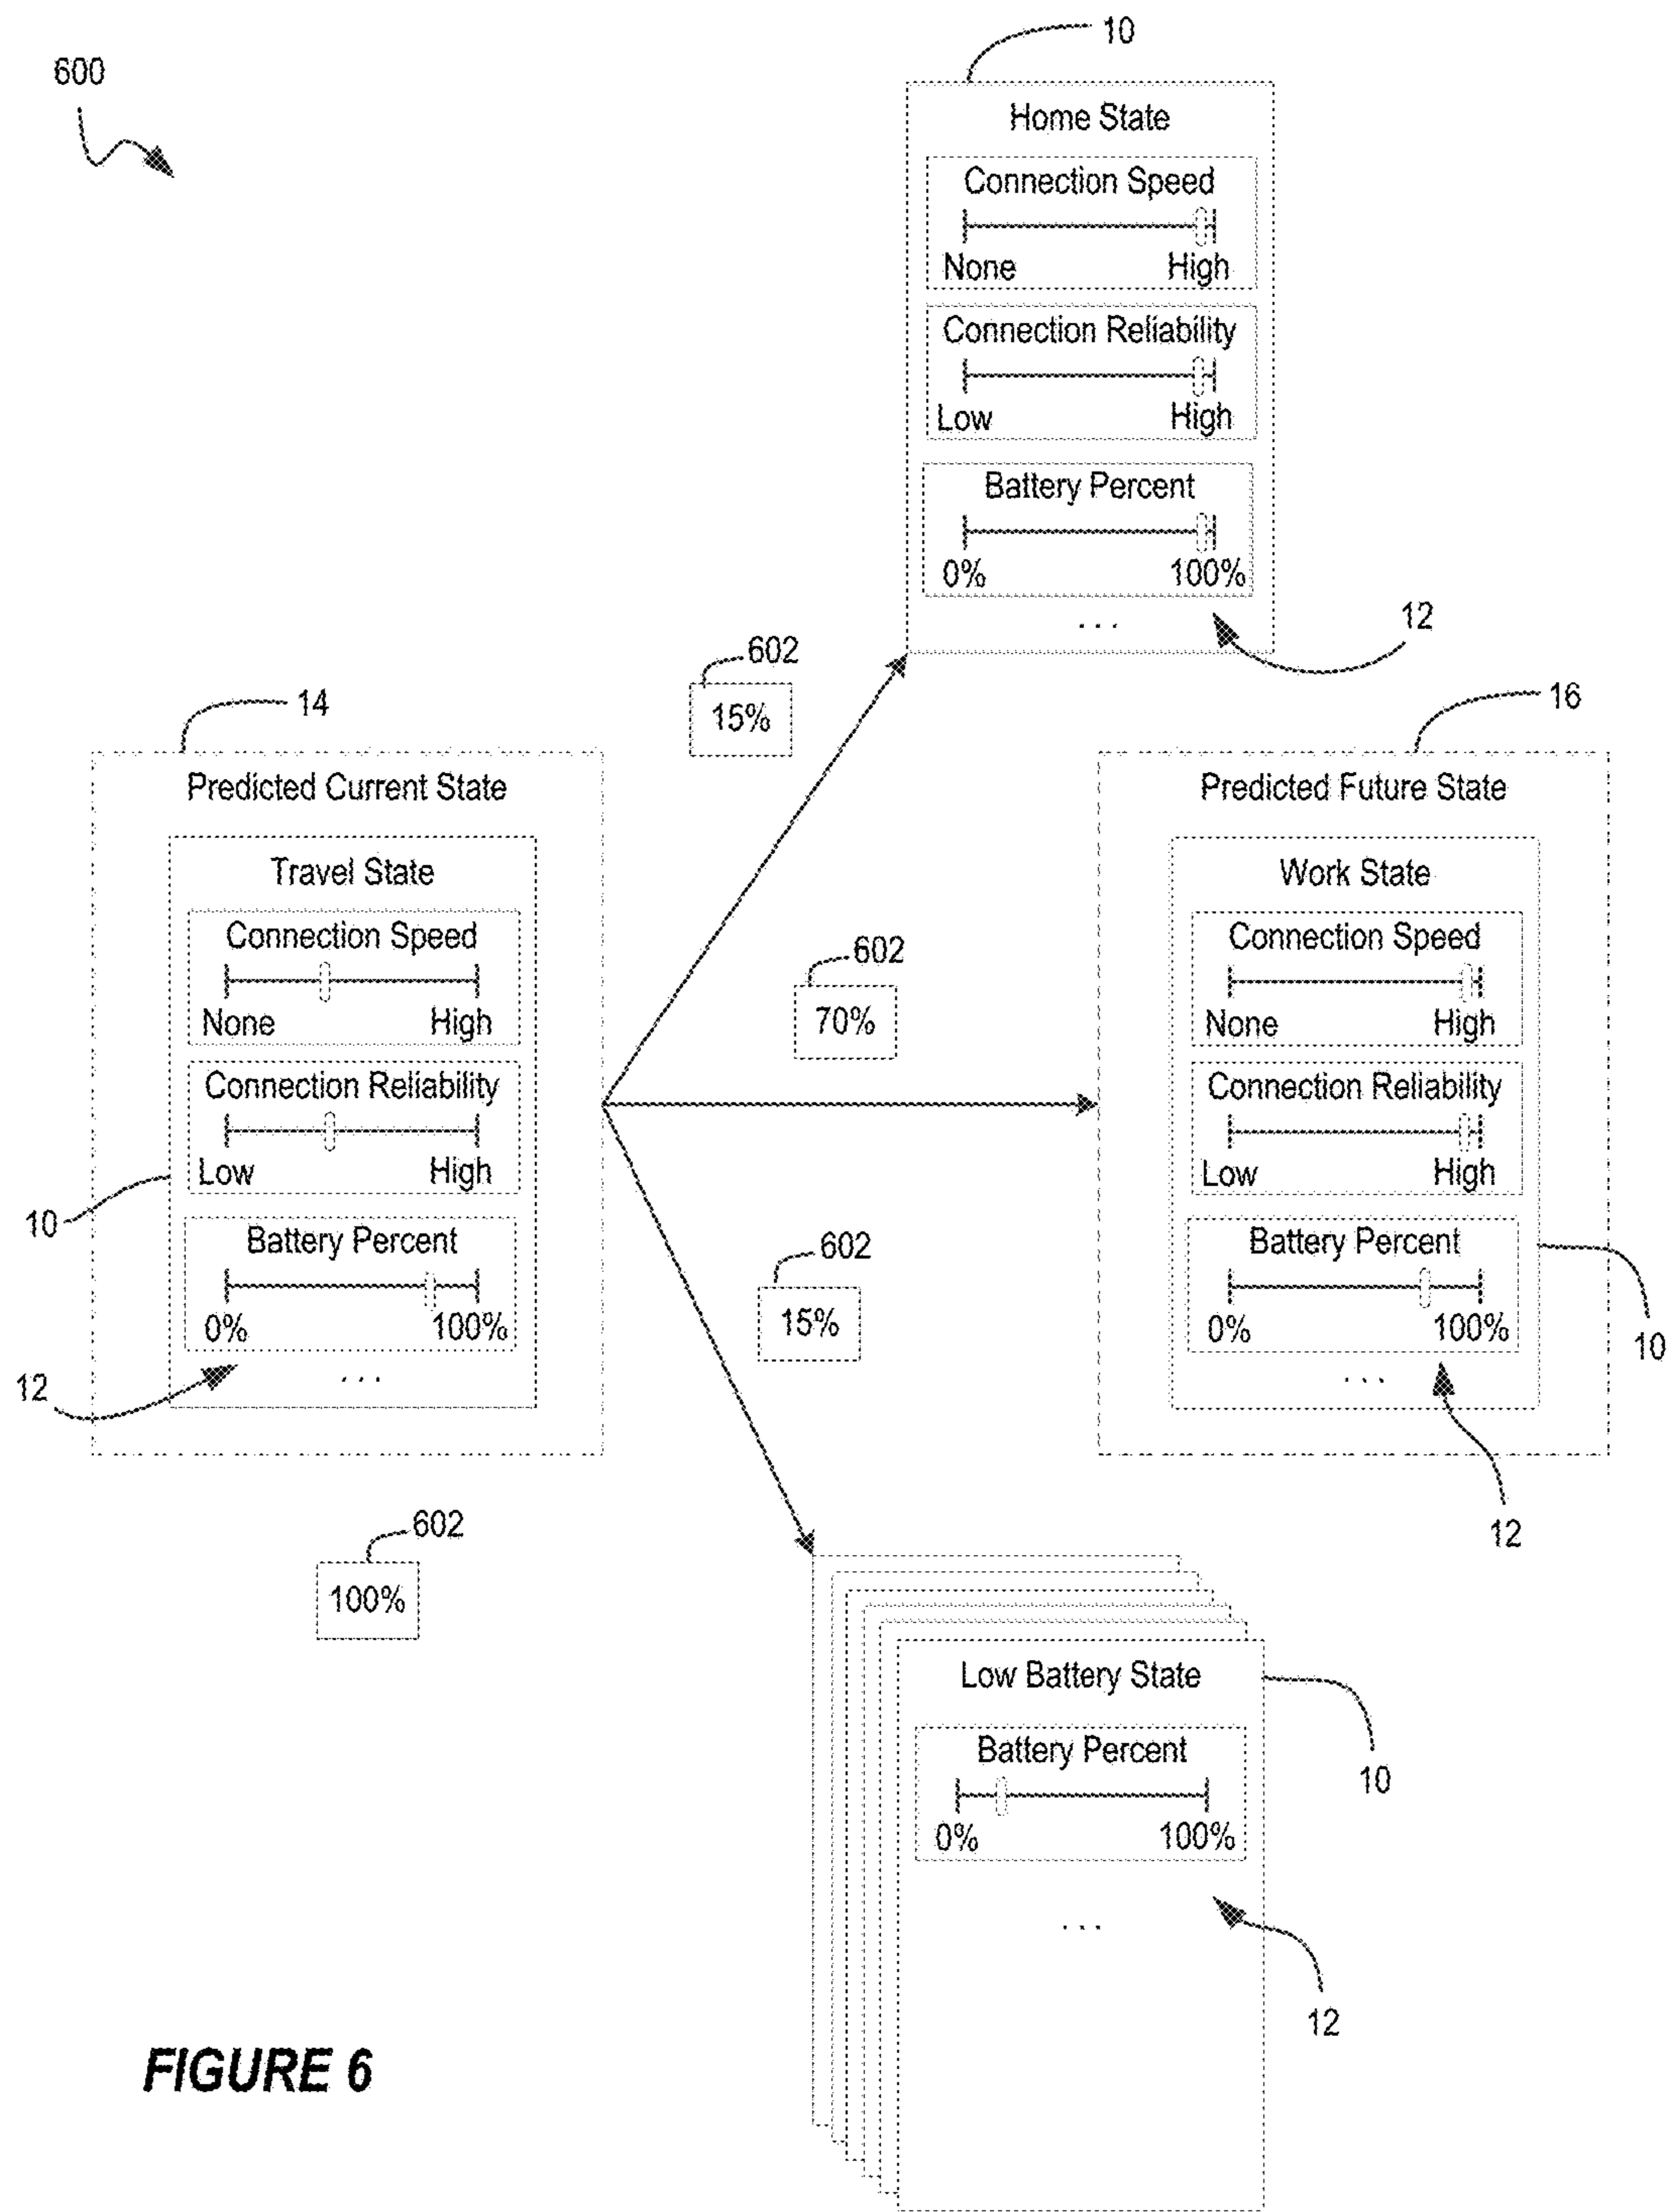 600
10
Home State
Connection Speed
None High
Connection Reliability
Low High
Battery Percent
0% 100%
. . .
12
602
15%
14
Predicted Current State
Travel State
Connection Speed
None High
Connection Reliability
Low High
10
Battery Percent
0% 100%
12
. . .
602
100%
602
70%
602
15%
16
Predicted Future State
Work State
Connection Speed
None High
Connection Reliability
Low High
Battery Percent
0% 100%
10
. . .
12
Low Battery State
Battery Percent
0% 100%
10
. . .
12
FIGURE 6